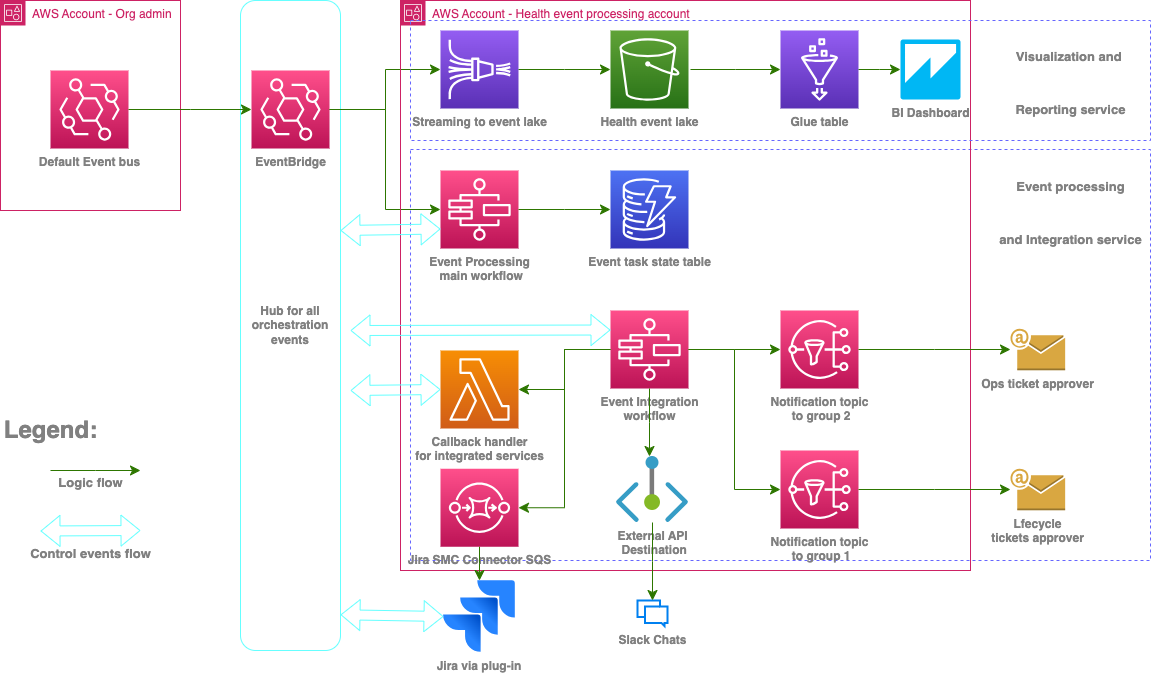 AWS Account - Org admin
AWS Account - Health event processing account
Default Event bus
EventBridge
Streaming to event lake
Health event lake
Glue table
BI Dashboard
Visualization and
Reporting service
Event Processing
main workflow
Event task state table
Event processing
and Integration service
Hub for all
orchestration
events
Event Integration
workflow
Notification topic
to group 2
@
Ops ticket approver
Callback handler
for integrated services
Legend:
Logic flow
Control events flow
Jira SMC Connector SQS
External API
Destination
Notification topic
to group 1
@
Lfecycle
tickets approver
Slack Chats
Jira via plug-in